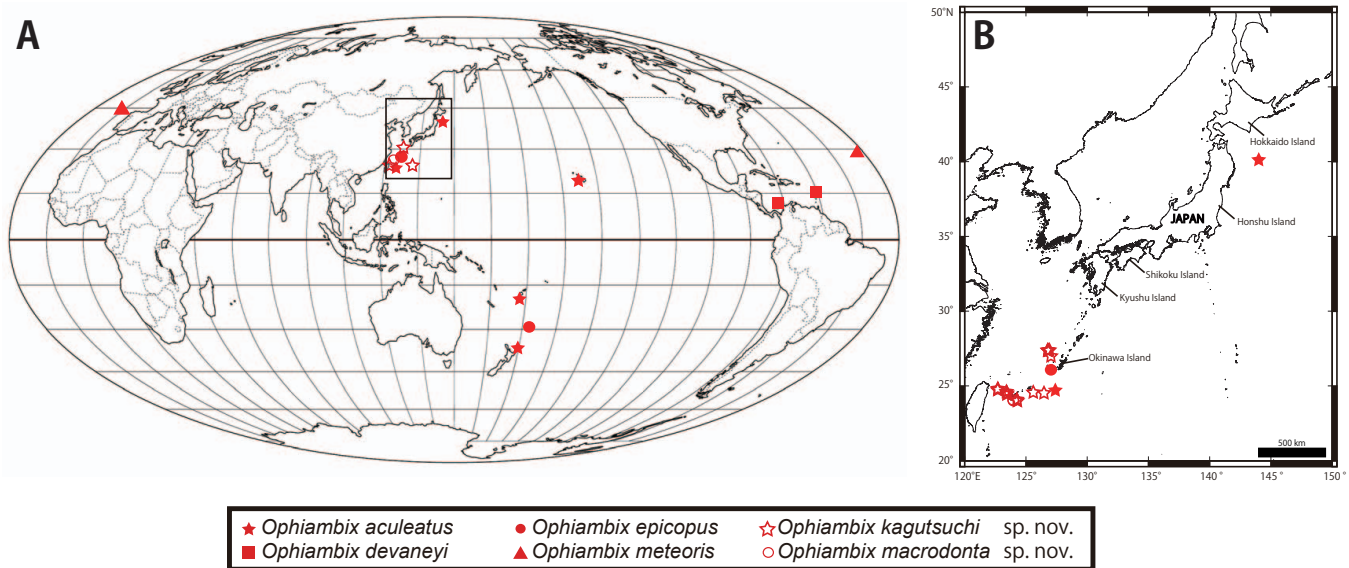 A
B
50°N
45°
40°
35°
30°
25°
20°
120°E
125°
130°
135°
140°
145°
150°
Hokkaido Island
Honshu Island
JAPAN
Shikoku Island
Kyushu Island
Okinawa Island
500 km
Ophiambix aculeatus Ophiambix epicopus Ophiambix kagutsuchi sp. nov.
Ophiambix devaneyi Ophiambix meteoris Ophiambix macrodonta sp. nov.